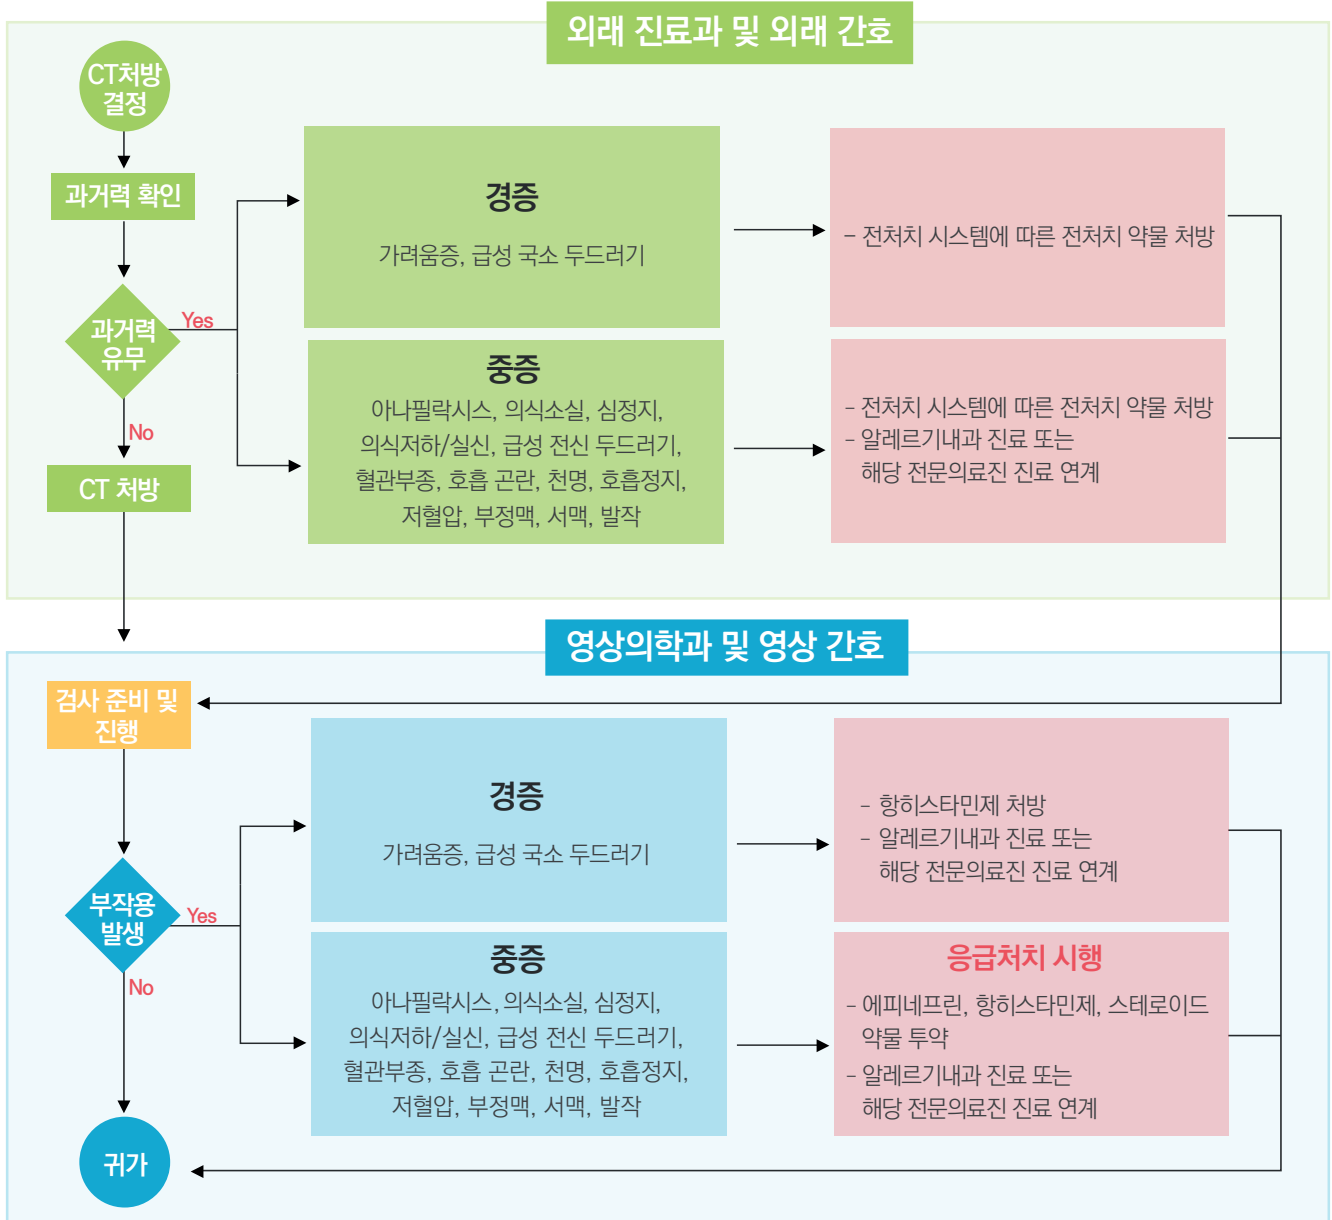 외래 진료과 및 외래 간호
CT처방
결정
과거력 확인
과거력
유무
Yes
No
CT 처방
경증
가려움증, 급성 국소 두드러기
- 전처치 시스템에 따른 전처치 약물 처방
중증
아나필락시스, 의식소실, 심정지,
의식저하/실신, 급성 전신 두드러기,
혈관부종, 호흡 곤란, 천명, 호흡정지,
저혈압, 부정맥, 서맥, 발작
- 전처치 시스템에 따른 전처치 약물 처방
- 알레르기내과 진료 또는
해당 전문의료진 진료 연계
영상의학과 및 영상 간호
검사 준비 및
진행
부작용
발생
Yes
No
귀가
경증
가려움증, 급성 국소 두드러기
- 항히스타민제 처방
- 알레르기내과 진료 또는
해당 전문의료진 진료 연계
중증
아나필락시스, 의식소실, 심정지,
의식저하/실신, 급성 전신 두드러기,
혈관부종, 호흡 곤란, 천명, 호흡정지,
저혈압, 부정맥, 서맥, 발작
응급처치 시행
- 에피네프린, 항히스타민제, 스테로이드
약물 투약
- 알레르기내과 진료 또는
해당 전문의료진 진료 연계